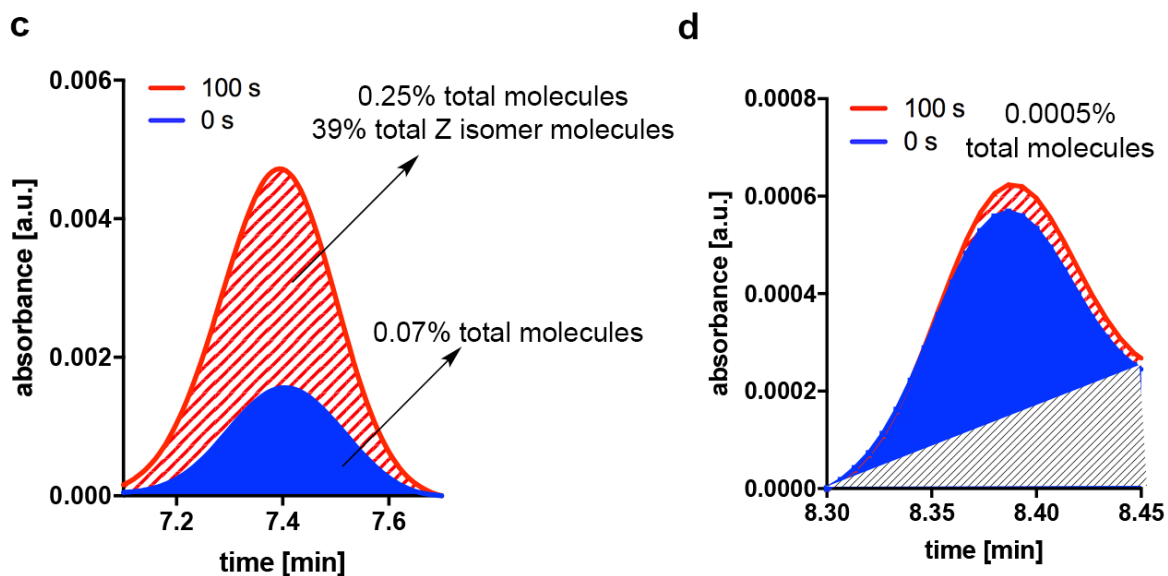 c
0.006
0.004
0.002
0.000
absorbance [a.u.]
100 s
0 s
0.25% total molecules
39% total Z isomer molecules
0.07% total molecules
7.2
7.4
7.6
time [min]
d
0.0008
0.0006
0.0004
0.0002
0.0000
absorbance [a.u.]
100 s
0 s
0.0005%
total molecules
8.30
8.35
8.40
8.45
time [min]